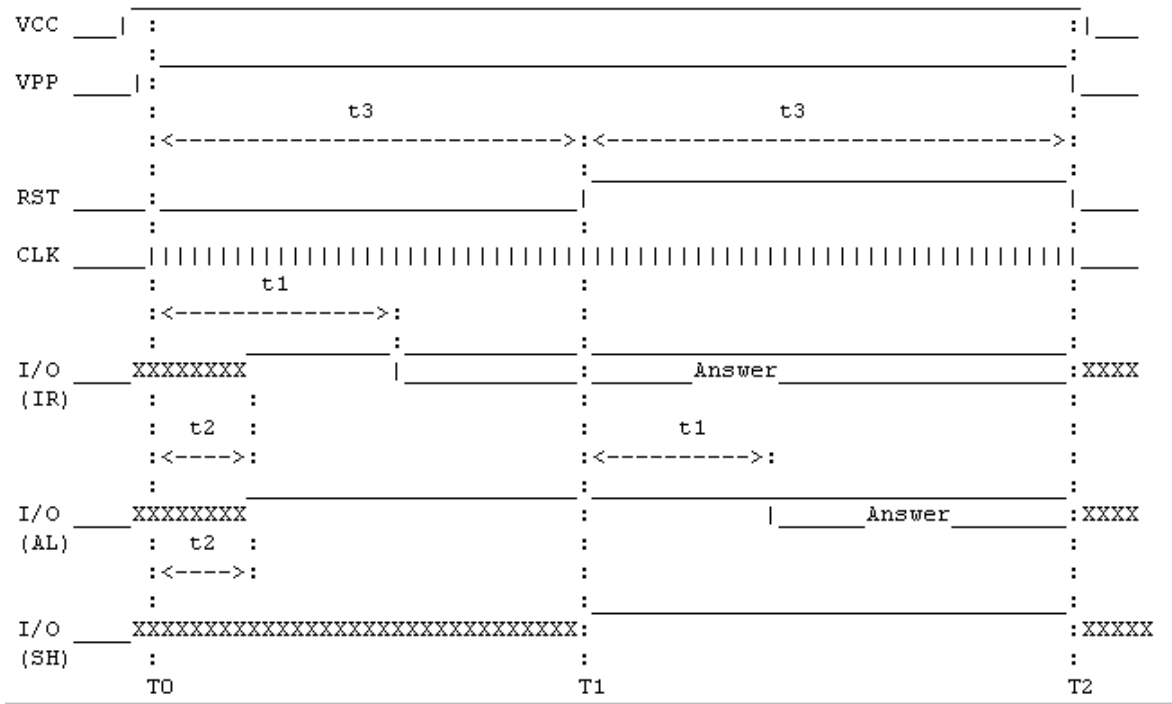 VCC
VPP
t3 t3
RST
CLK
t1
I/O XXXXXXXX Answer XXXX
(IR)
t2 t1
I/O XXXXXXXX Answer XXXX
(AL) t2
I/O XXXXXXXXXXXXXXXXXXXXXXXXXXXXXXX XXXXX
(SH)
T0 T1 T2